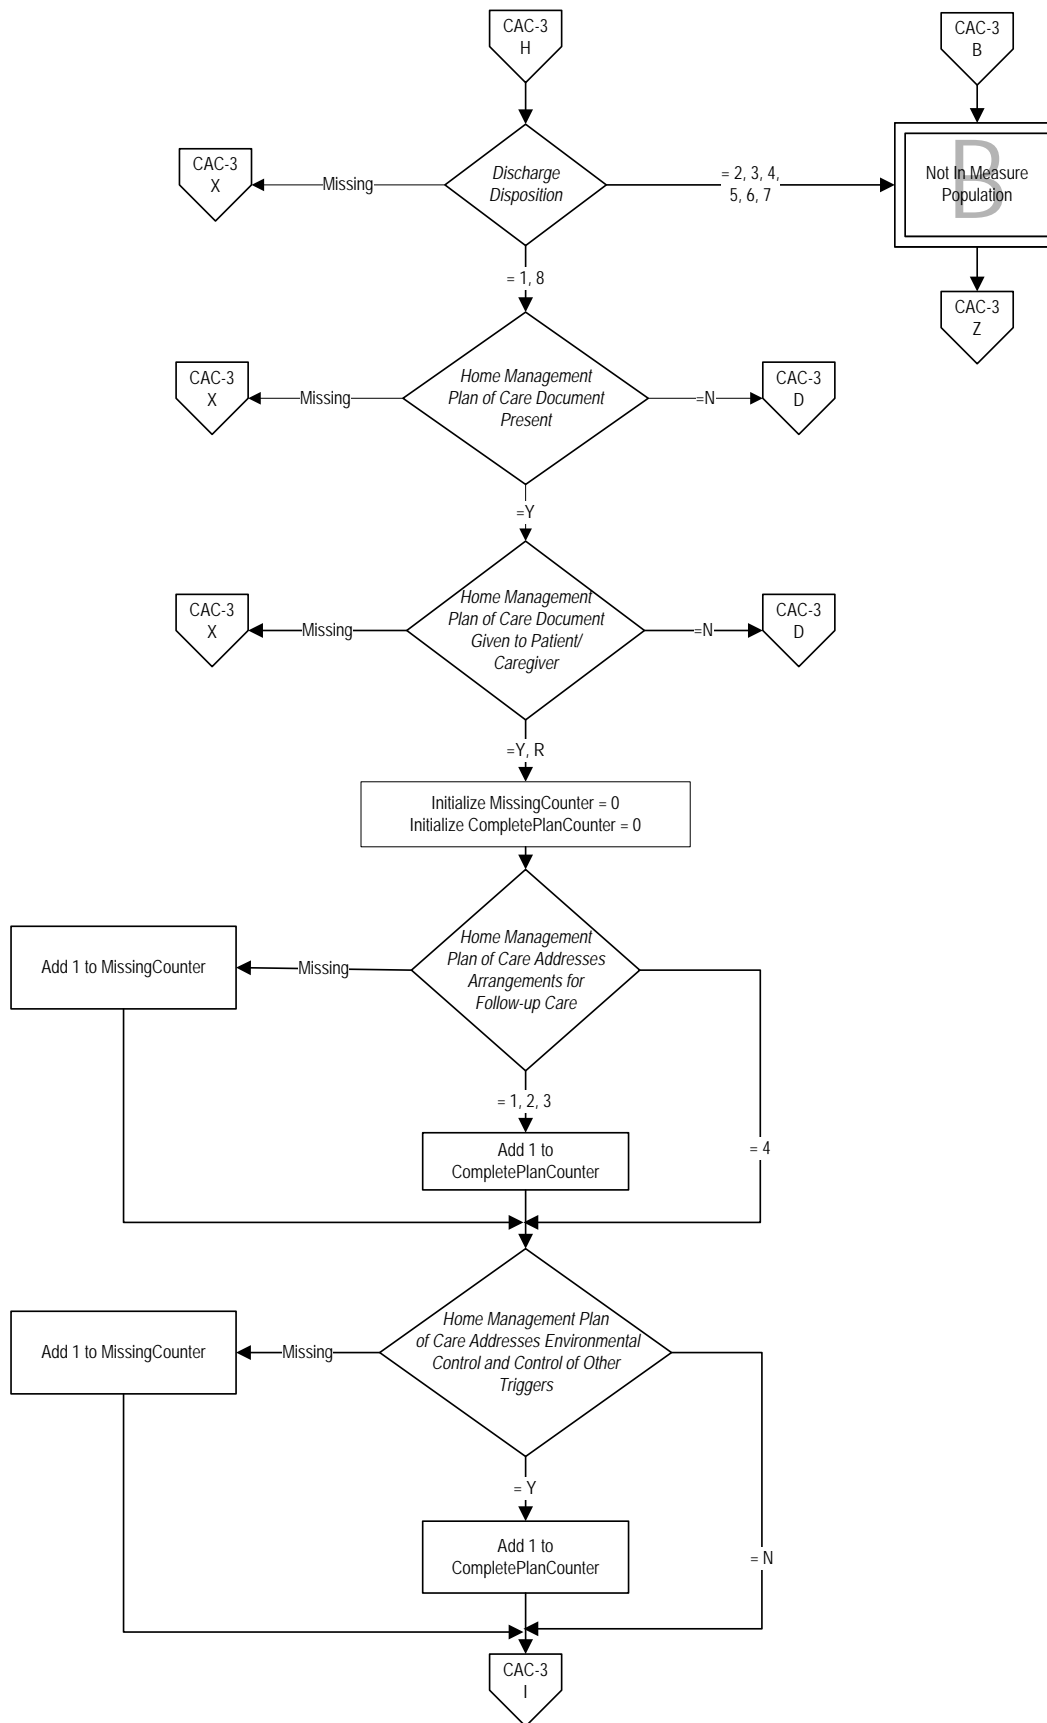 CAC-3
H
CAC-3
B
Discharge
Disposition
Missing
CAC-3
X
= 2, 3, 4,
5, 6, 7
B
Not In Measure
Population
CAC-3
Z
= 1, 8
Home Management
Plan of Care Document
Present
Missing
CAC-3
X
=N
CAC-3
D
=Y
Home Management
Plan of Care Document
Given to Patient/
Caregiver
Missing
CAC-3
X
=N
CAC-3
D
=Y, R
Initialize MissingCounter = 0
Initialize CompletePlanCounter = 0
Home Management
Plan of Care Addresses
Arrangements for
Follow-up Care
Missing
Add 1 to MissingCounter
= 1, 2, 3
Add 1 to
CompletePlanCounter
= 4
Home Management Plan
of Care Addresses Environmental
Control and Control of Other
Triggers
Missing
Add 1 to MissingCounter
= Y
Add 1 to
CompletePlanCounter
= N
CAC-3
I